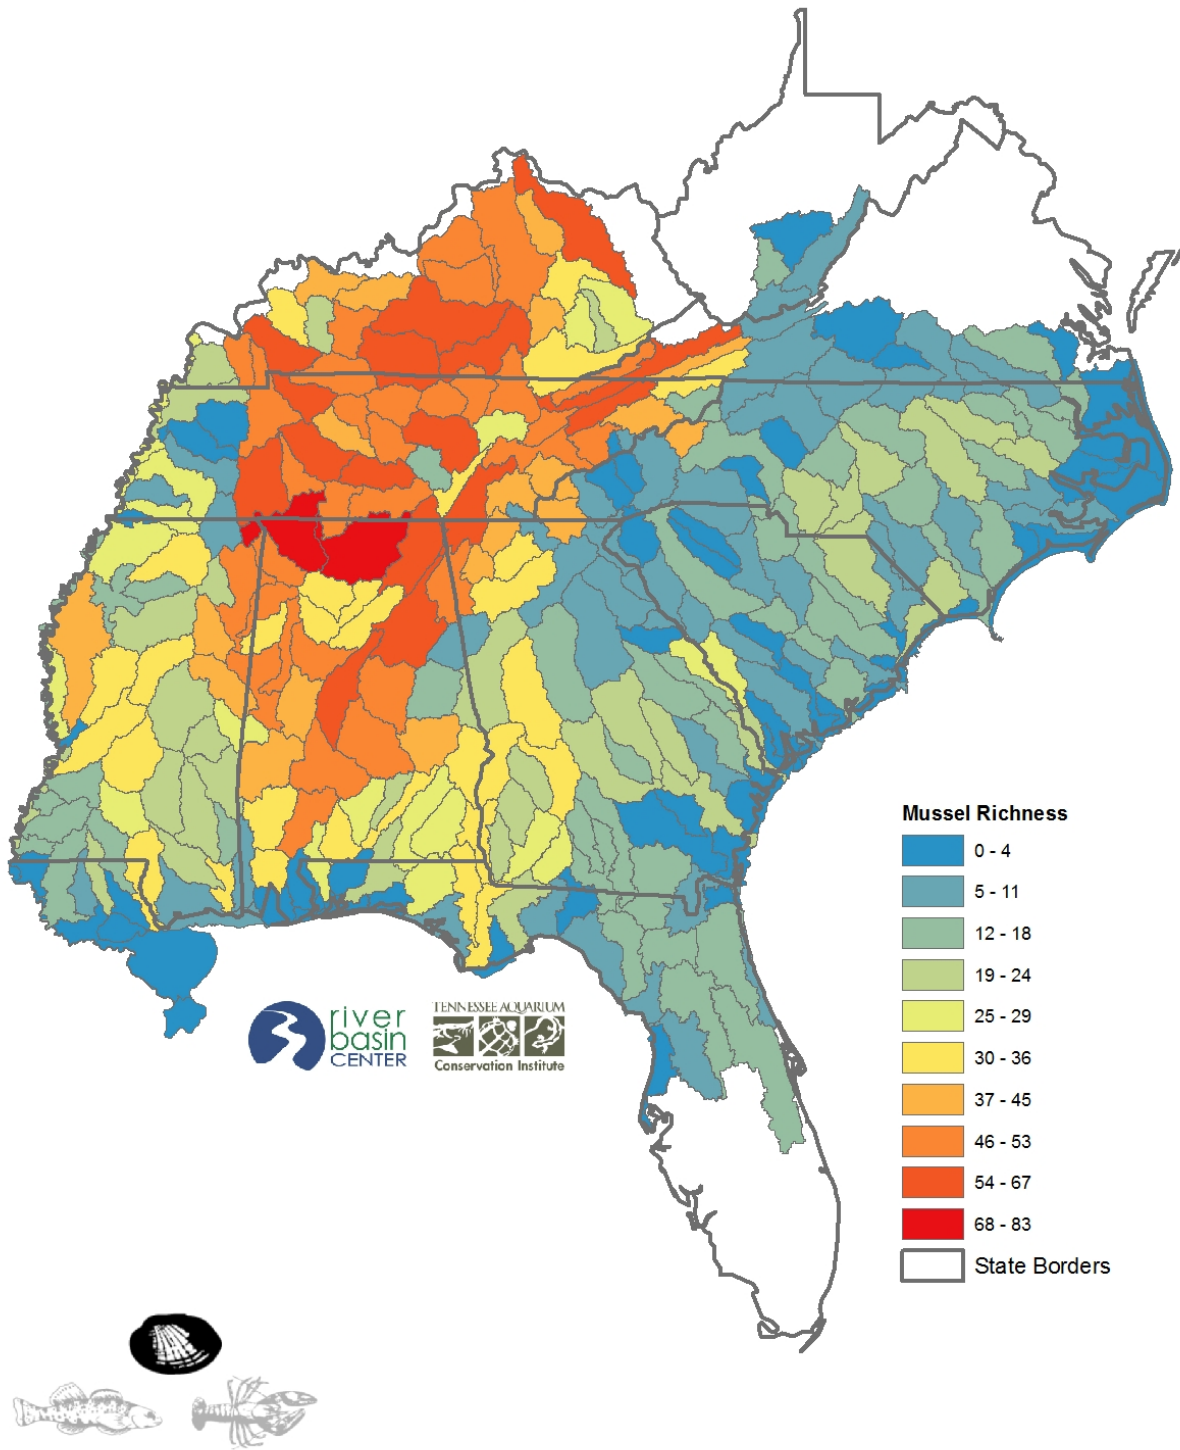 Mussel Richness
0 - 4
5 - 11
12 - 18
19 - 24
25 - 29
30 - 36
37 - 45
46 - 53
54 - 67
68 - 83
State Borders
river
basin
CENTER
TENNESSEE AQUARIUM
Conservation Institute